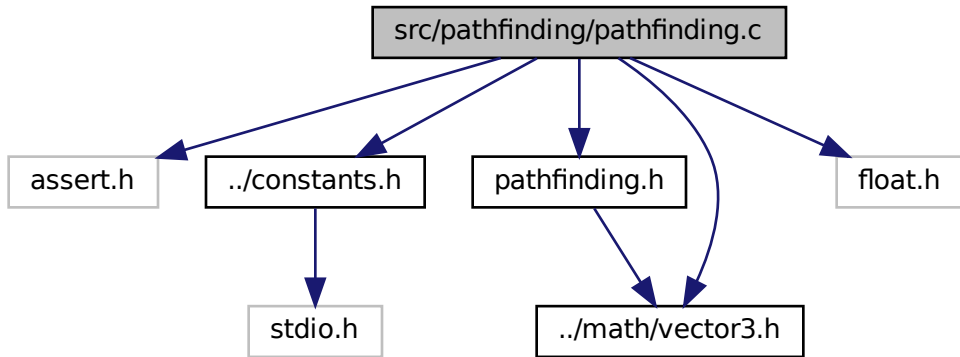 src/pathfinding/pathfinding.c
assert.h
../constants.h
pathfinding.h
float.h
stdio.h
../math/vector3.h